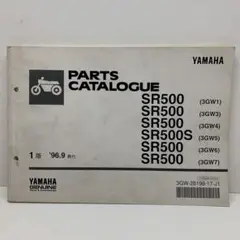 YAMAHA
PARTS
CATALOGUE
SR500 (3GW1)
SR500 (3GW3)
SR500 (3GW4)
SR500S (3GW5)
SR500 (3GW6)
SR500 (3GW7)
1版 '96.9 発行
YAMAHA
GENUINE
3GW-28198-17-J1